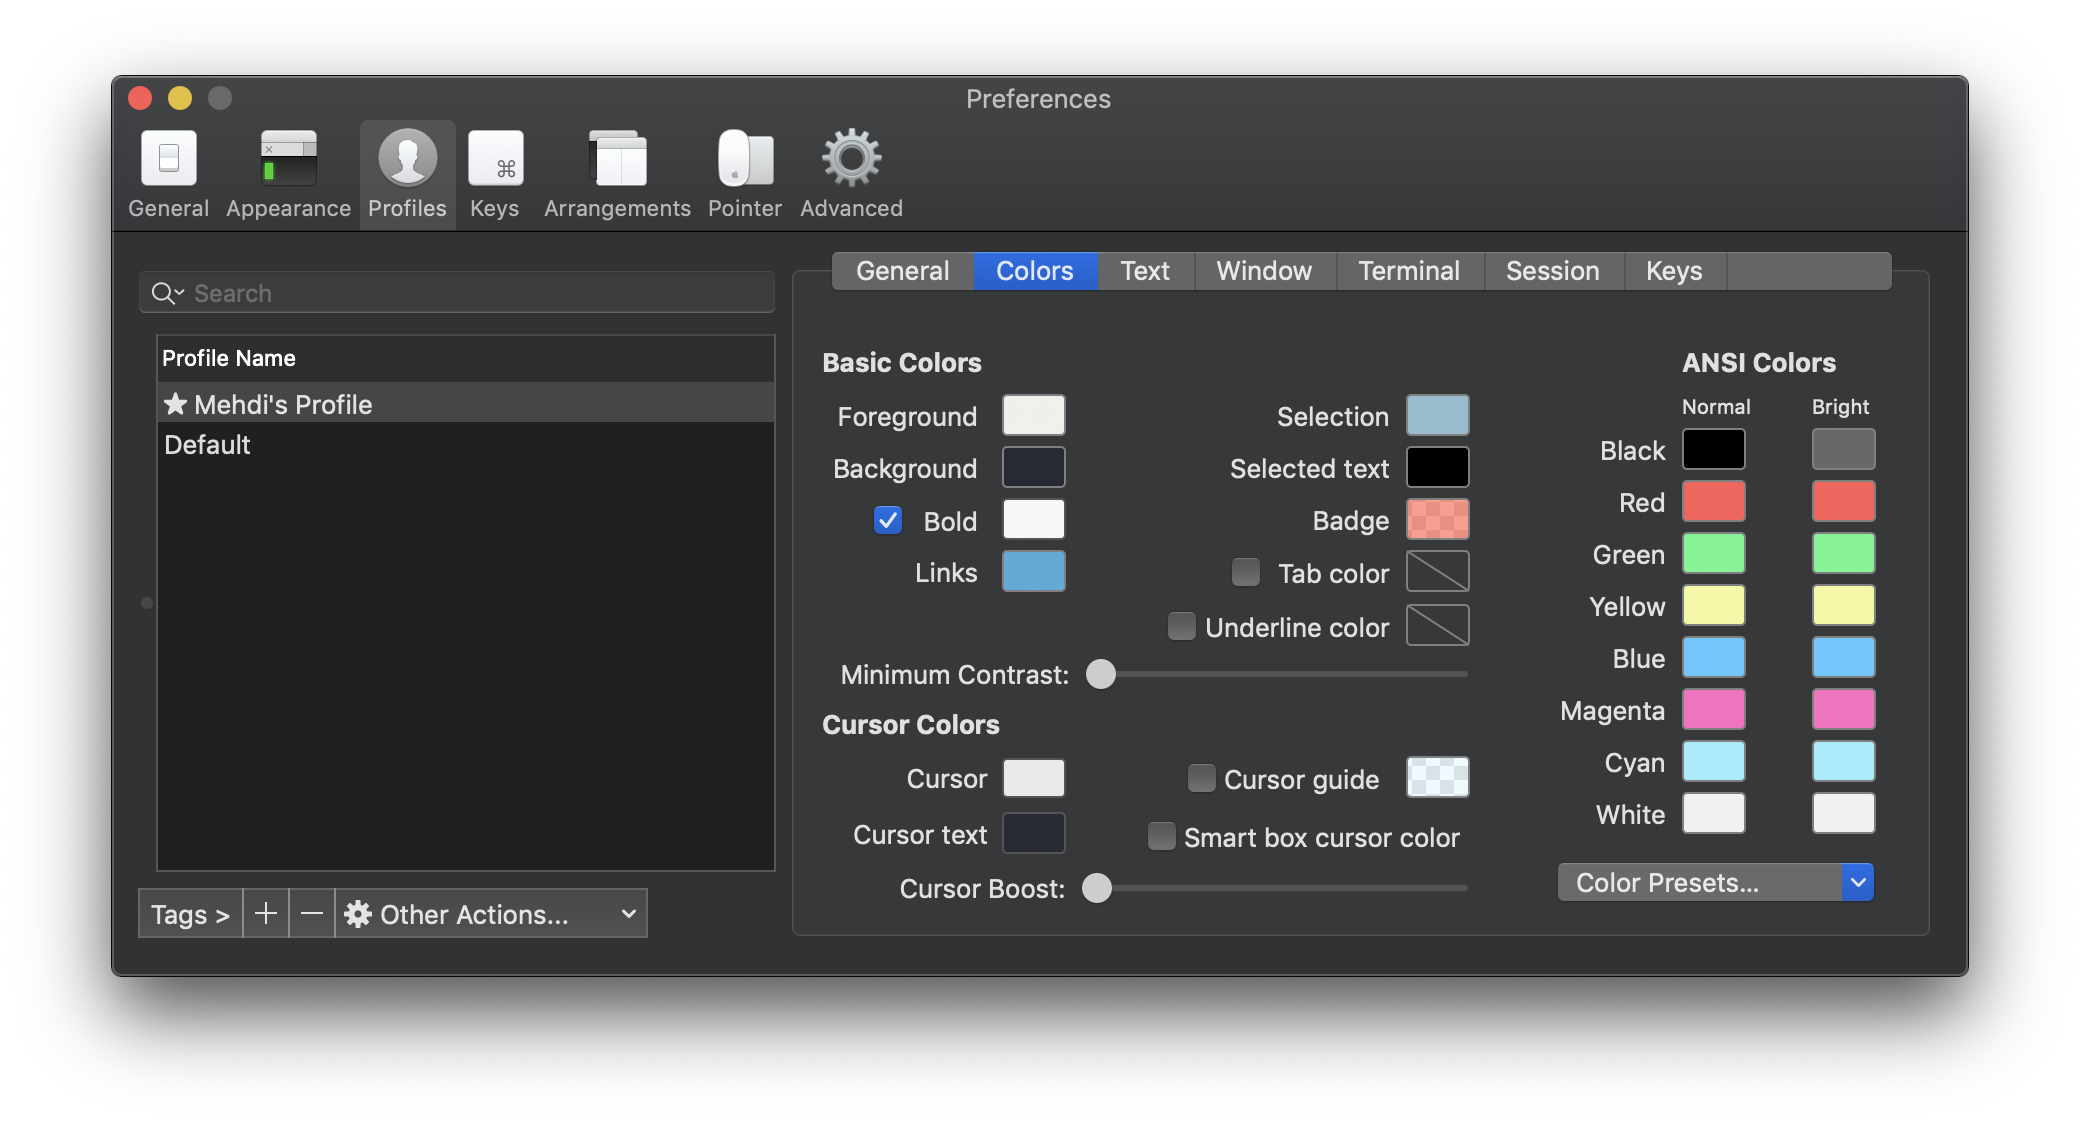 Preferences
General Appearance Profiles Keys Arrangements Pointer Advanced
Search
Profile Name
★ Mehdi's Profile
Default
Tags > + − Other Actions...
General Colors Text Window Terminal Session Keys
Basic Colors
Foreground
Background
Bold
Links
Selection
Selected text
Badge
Tab color
Underline color
Minimum Contrast:
Cursor Colors
Cursor
Cursor text
Cursor guide
Smart box cursor color
Cursor Boost:
ANSI Colors
Normal Bright
Black
Red
Green
Yellow
Blue
Magenta
Cyan
White
Color Presets...